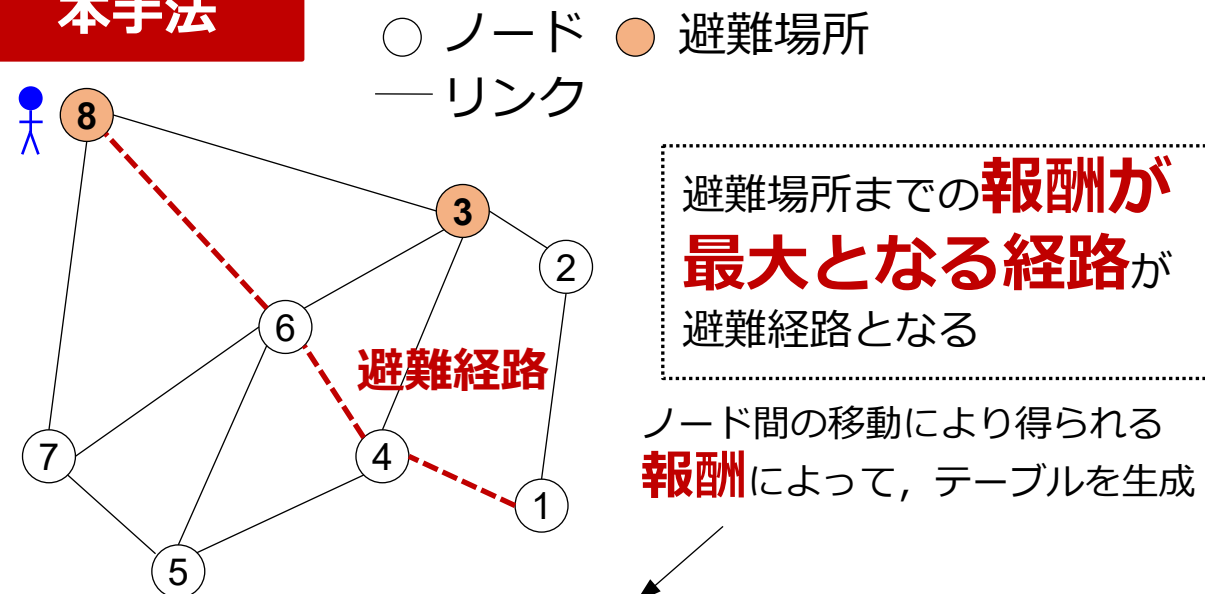 本手法
ノード 避難場所
リンク
8
3
2
6
避難経路
7
4
1
5
避難場所までの報酬が
最大となる経路が
避難経路となる
ノード間の移動により得られる
報酬によって，テーブルを生成